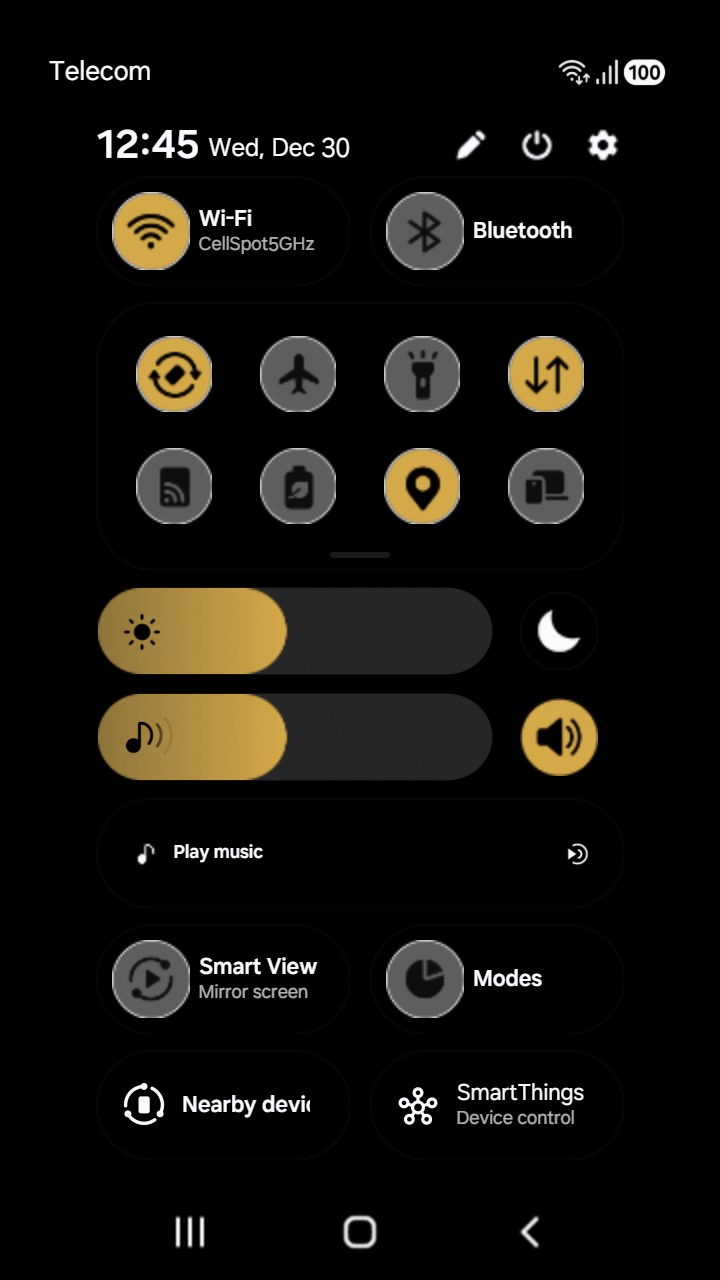 Telecom
100
12:45 Wed, Dec 30
Wi-Fi
CellSpot5GHz
Bluetooth
Play music
Smart View
Mirror screen
Modes
Nearby devi
SmartThings
Device control